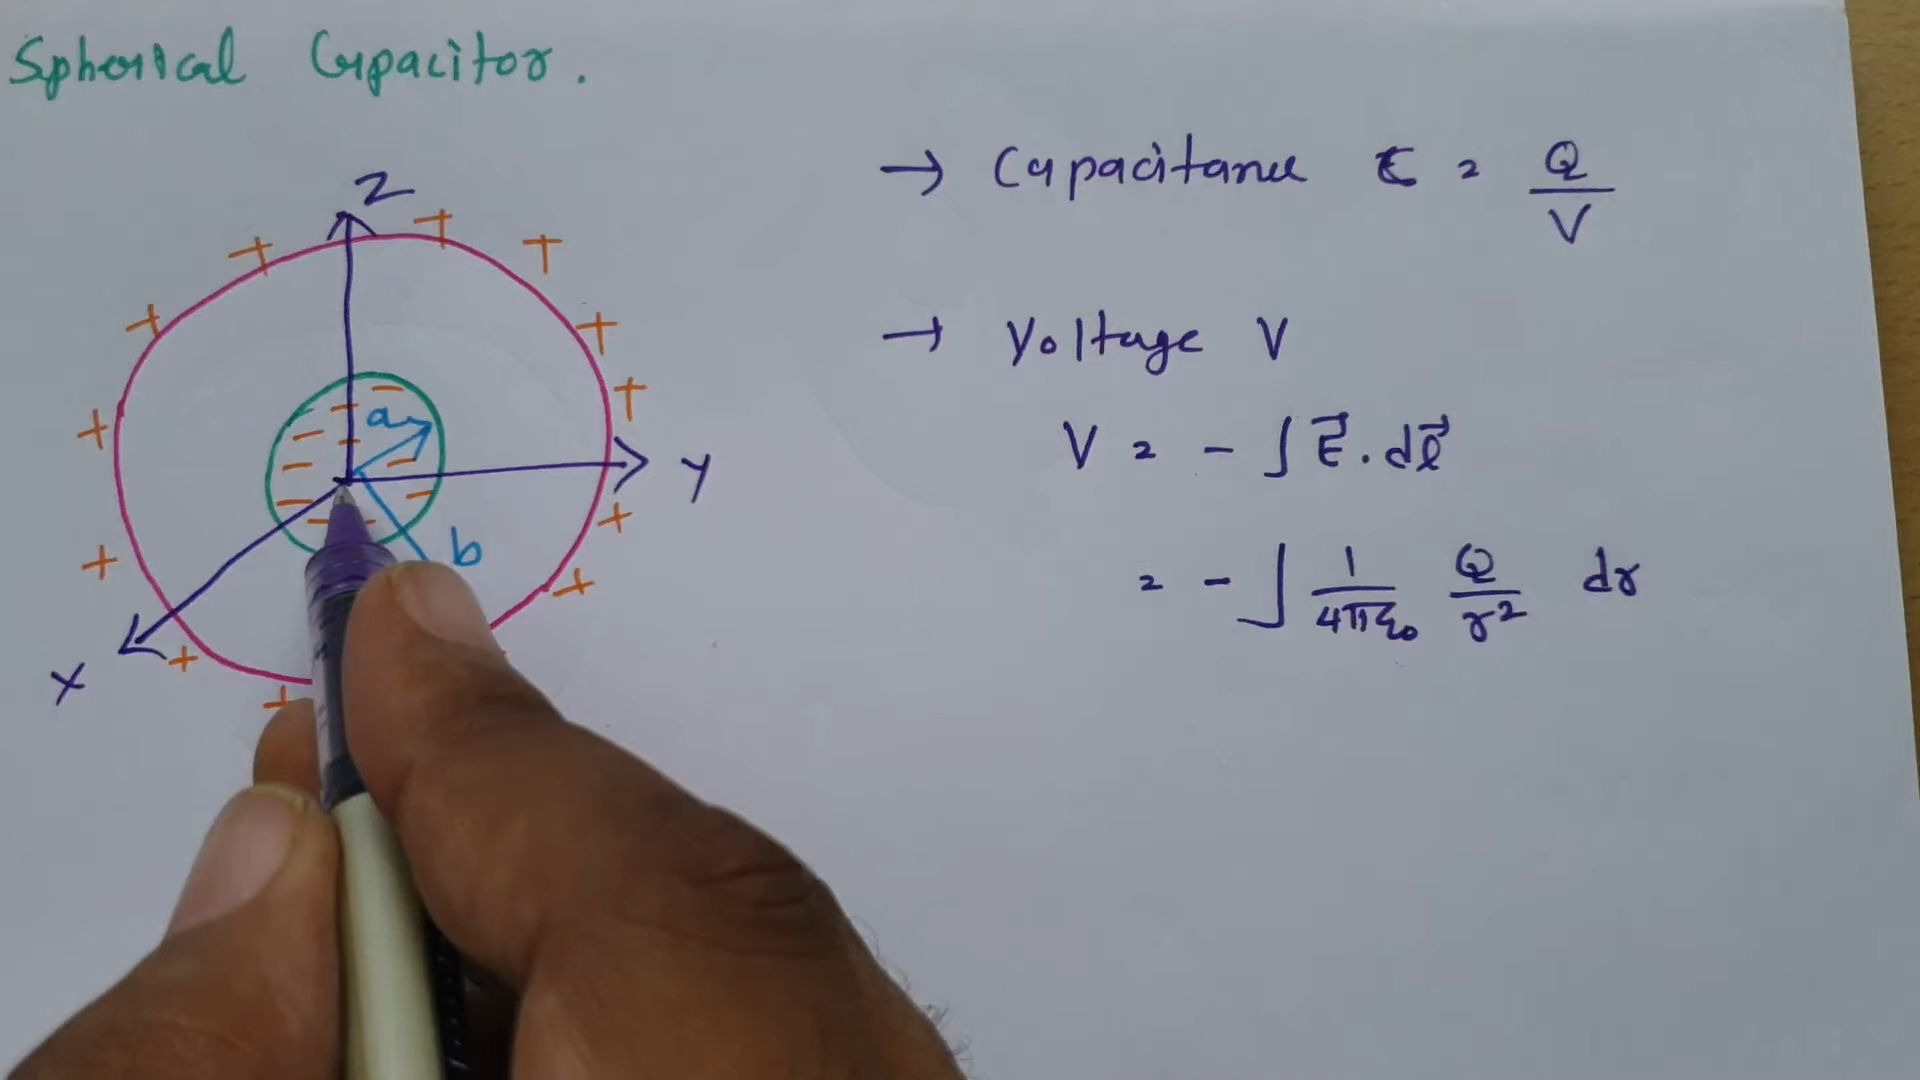 Spherical Capacitor.
Z
a
Y
b
X
→ Capacitance C = Q/V
→ Voltage V
V = - ∫ E⃗ . dl⃗
= - ∫ 1/4πε₀ Q/r² dr